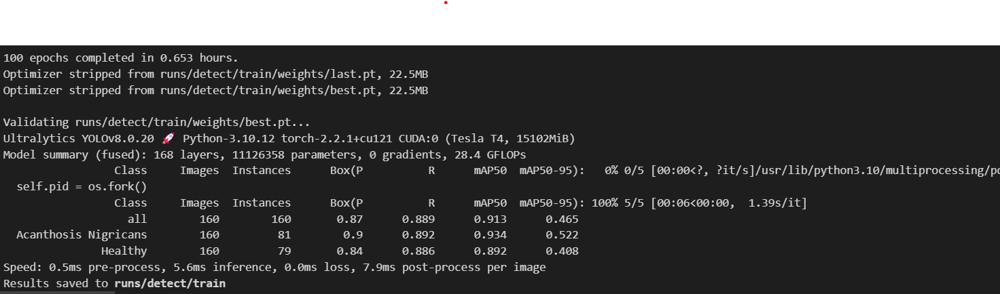 100 epochs completed in 0.653 hours.
Optimizer stripped from runs/detect/train/weights/last.pt, 22.5MB
Optimizer stripped from runs/detect/train/weights/best.pt, 22.5MB
Validating runs/detect/train/weights/best.pt...
Ultralytics YOLOv8.0.20 🚀 Python-3.10.12 torch-2.2.1+cu121 CUDA:0 (Tesla T4, 15102MiB)
Model summary (fused): 168 layers, 11126358 parameters, 0 gradients, 28.4 GFLOPs
Class Images Instances Box(P R mAP50 mAP50-95): 0% 0/5 [00:00<?, ?it/s]/usr/lib/python3.10/multiprocessing/po
self.pid = os.fork()
Class Images Instances Box(P R mAP50 mAP50-95): 100% 5/5 [00:06<00:00, 1.39s/it]
all 160 160 0.87 0.889 0.913 0.465
Acanthosis Nigricans 160 81 0.9 0.892 0.934 0.522
Healthy 160 79 0.84 0.886 0.892 0.408
Speed: 0.5ms pre-process, 5.6ms inference, 0.0ms loss, 7.9ms post-process per image
Results saved to runs/detect/train